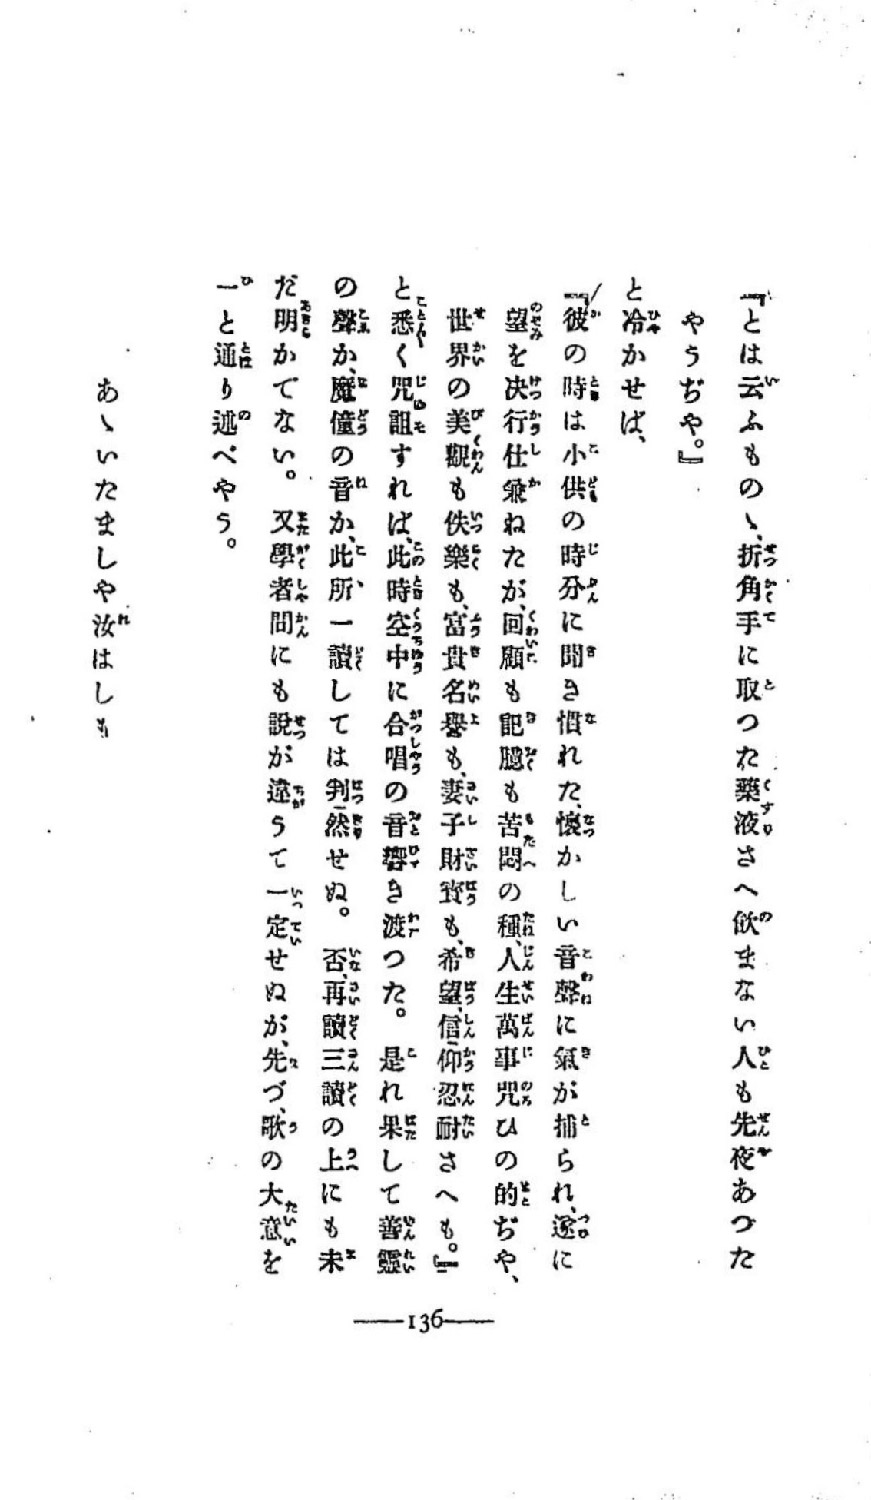 『とは云ふものゝ、折角手に取つた藥液さへ飮まない人も先夜あつた
やうぢや。』
と冷かせば、
『彼の時は小供の時分に聞き慣れた、懷かしい音聲に氣が捕られ、遂に
望を决行仕兼ねたが、回顧も記臆も苦悶の種、人生萬事咒ひの的ぢや、
世界の美觀も佚樂も、富貴名譽も、妻子財寳も、希望、信仰、忍耐さへも。』
と、悉く咒詛すれば、此時空中に合唱の音響き渡つた。是れ果して善靈
の聲か、魔僮の音か、此所、一讀しては判然せぬ。否、再讀三讀の上にも未
だ明かでない。又學者間にも説が違うて一定せぬが、先づ、歌の大意を
一と通り述べやう。
あゝいたましや汝はしも
―136―